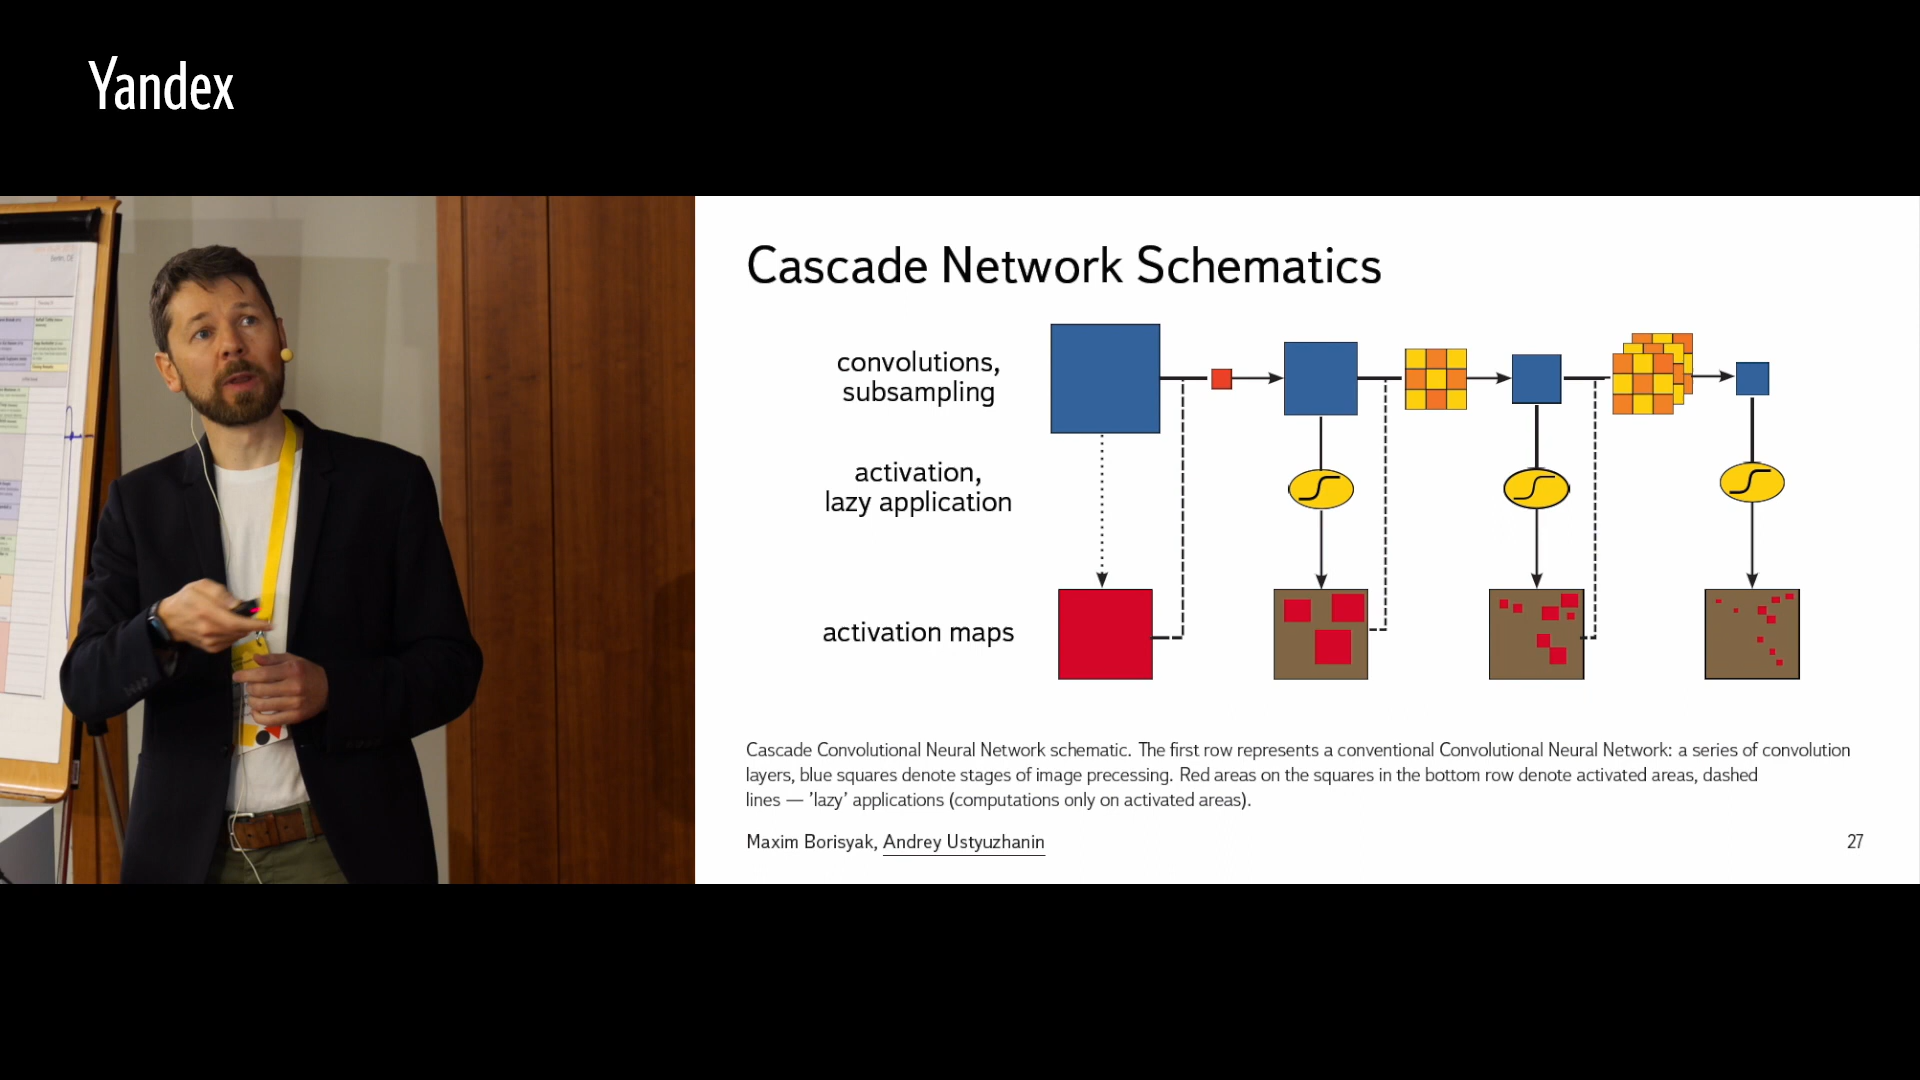 Yandex
Berlin, DE
Cascade Network Schematics
convolutions,
subsampling
activation,
lazy application
activation maps
Cascade Convolutional Neural Network schematic. The first row represents a conventional Convolutional Neural Network: a series of convolution
layers, blue squares denote stages of image precessing. Red areas on the squares in the bottom row denote activated areas, dashed
lines — 'lazy' applications (computations only on activated areas).
Maxim Borisyak, Andrey Ustyuzhanin
27